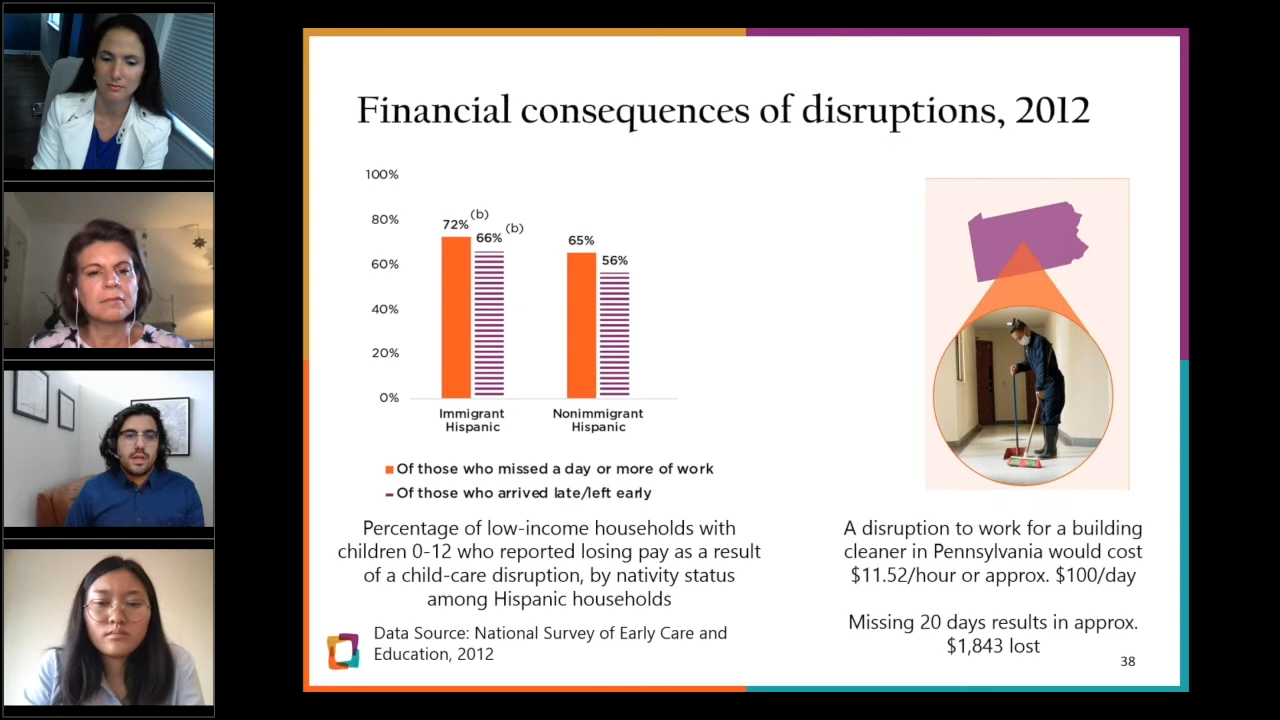 Financial consequences of disruptions, 2012
100%
80%
60%
40%
20%
0%
72%
(b)
66%
(b)
65%
56%
Immigrant
Hispanic
Nonimmigrant
Hispanic
Of those who missed a day or more of work
Of those who arrived late/left early
Percentage of low-income households with
children 0-12 who reported losing pay as a result
of a child-care disruption, by nativity status
among Hispanic households
Data Source: National Survey of Early Care and
Education, 2012
A disruption to work for a building
cleaner in Pennsylvania would cost
$11.52/hour or approx. $100/day
Missing 20 days results in approx.
$1,843 lost
38